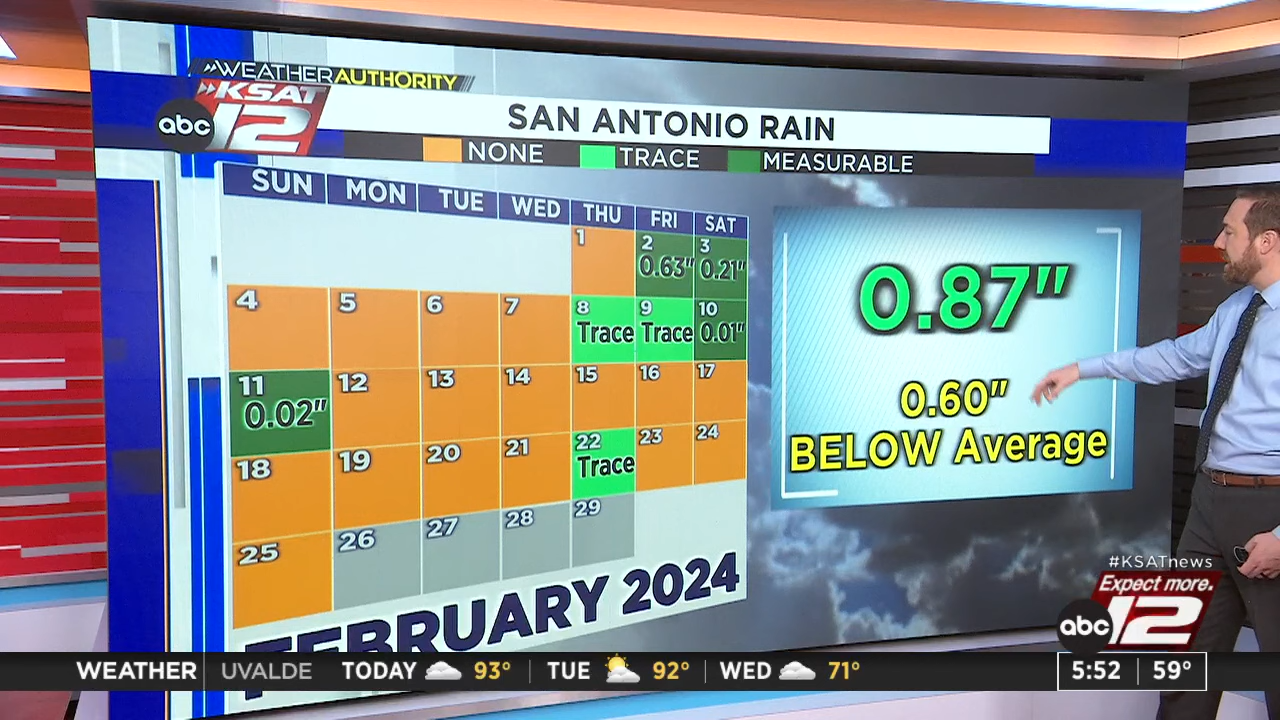 WEATHER AUTHORITY
KSAT
abc 12
SAN ANTONIO RAIN
NONE TRACE MEASURABLE
SUN MON TUE WED THU FRI SAT
1 2 3
0.63" 0.21"
4 5 6 7 8 9 10
Trace Trace 0.01"
11 12 13 14 15 16 17
0.02"
18 19 20 21 22 23 24
Trace
25 26 27 28 29
FEBRUARY 2024
0.87"
0.60"
BELOW Average
#KSATnews
Expect more.
abc 12
WEATHER UVALDE TODAY 93° TUE 92° WED 71° 5:52 59°